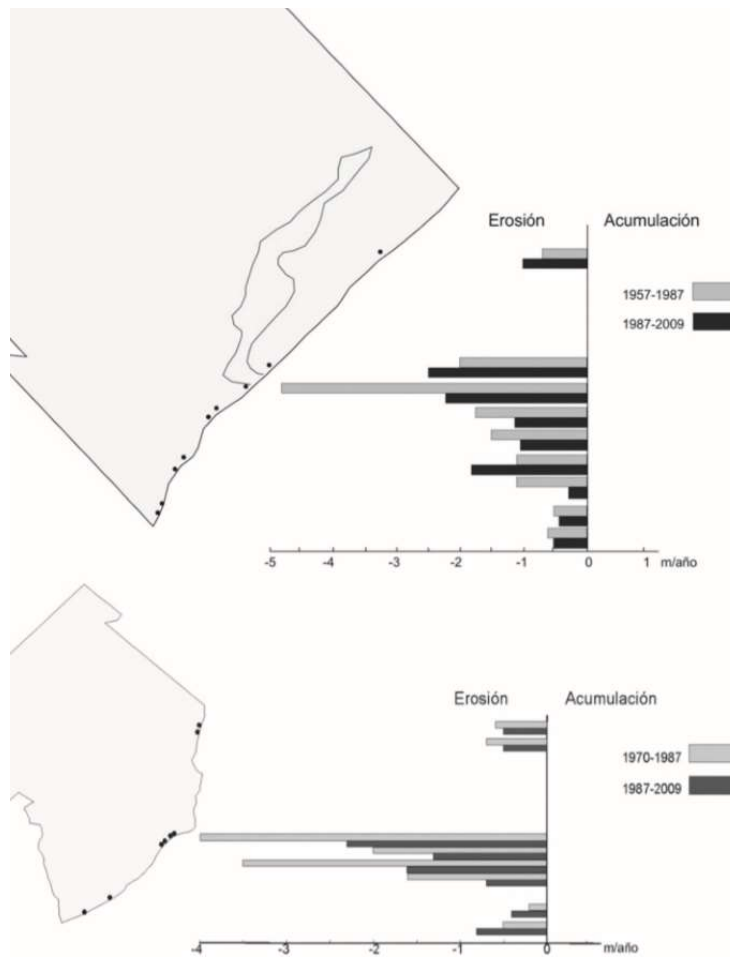 Erosión Acumulación
1957-1987
1987-2009
-5 -4 -3 -2 -1 0 1 m/año
Erosión Acumulación
1970-1987
1987-2009
-4 -3 -2 -1 0 m/año